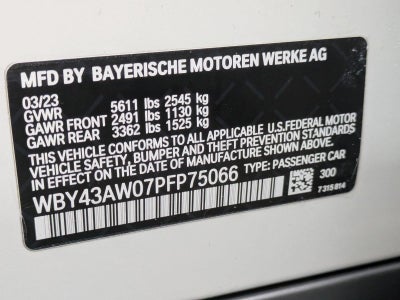 MFD BY BAYERISCHE MOTOREN WERKE AG
03/23
GVWR 5611 lbs 2545 kg
GAWR FRONT 2491 lbs 1130 kg
GAWR REAR 3362 lbs 1525 kg
THIS VEHICLE CONFORMS TO ALL APPLICABLE U.S.FEDERAL MOTOR
VEHICLE SAFETY, BUMPER, AND THEFT PREVENTION STANDARDS
IN EFFECT ON THE DATE OF MANUFACTURE SHOWN ABOVE.
WBY43AW07PFP75066 TYPE: PASSENGER CAR
300
7315814